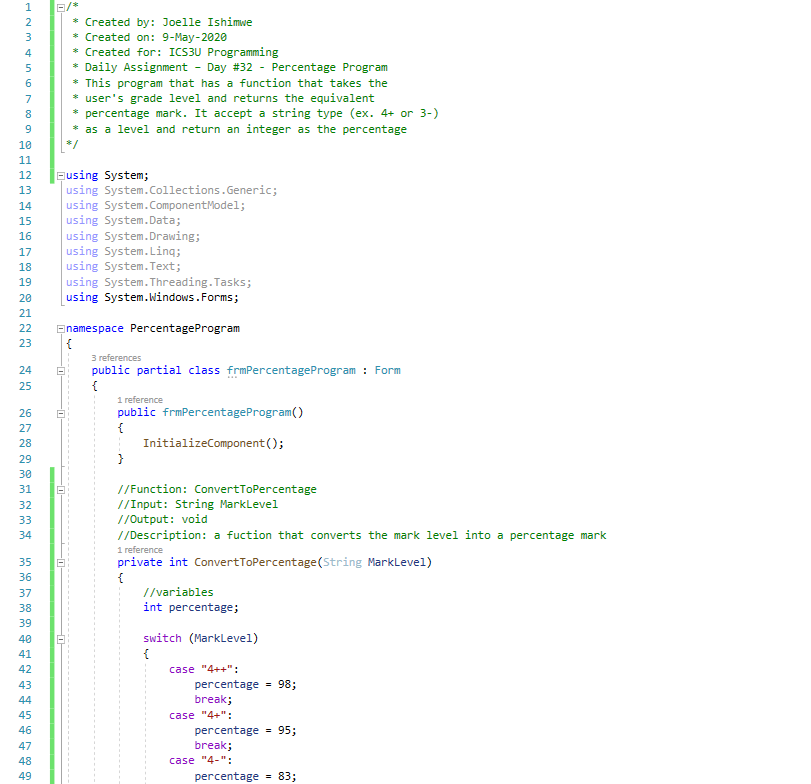 1 /*
2 * Created by: Joelle Ishimwe
3 * Created on: 9-May-2020
4 * Created for: ICS3U Programming
5 * Daily Assignment – Day #32 - Percentage Program
6 * This program that has a function that takes the
7 * user's grade level and returns the equivalent
8 * percentage mark. It accept a string type (ex. 4+ or 3-)
9 * as a level and return an integer as the percentage
10 */
11
12 using System;
13 using System.Collections.Generic;
14 using System.ComponentModel;
15 using System.Data;
16 using System.Drawing;
17 using System.Linq;
18 using System.Text;
19 using System.Threading.Tasks;
20 using System.Windows.Forms;
21
22 namespace PercentageProgram
23 {
3 references
24 public partial class frmPercentageProgram : Form
25 {
1 reference
26 public frmPercentageProgram()
27 {
28 InitializeComponent();
29 }
30
31 //Function: ConvertToPercentage
32 //Input: String MarkLevel
33 //Output: void
34 //Description: a fuction that converts the mark level into a percentage mark
1 reference
35 private int ConvertToPercentage(String MarkLevel)
36 {
37 //variables
38 int percentage;
39
40 switch (MarkLevel)
41 {
42 case "4++":
43 percentage = 98;
44 break;
45 case "4+":
46 percentage = 95;
47 break;
48 case "4-":
49 percentage = 83;